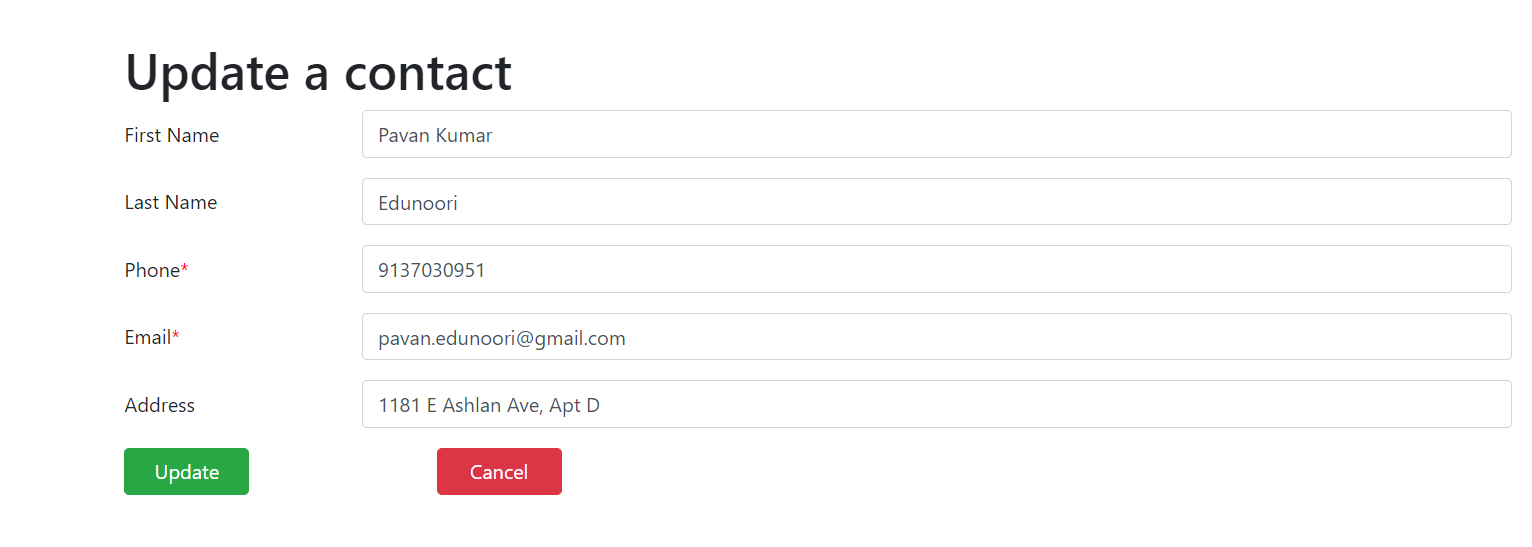 Update a contact
First Name Pavan Kumar
Last Name Edunoori
Phone* 9137030951
Email* pavan.edunoori@gmail.com
Address 1181 E Ashlan Ave, Apt D
Update Cancel